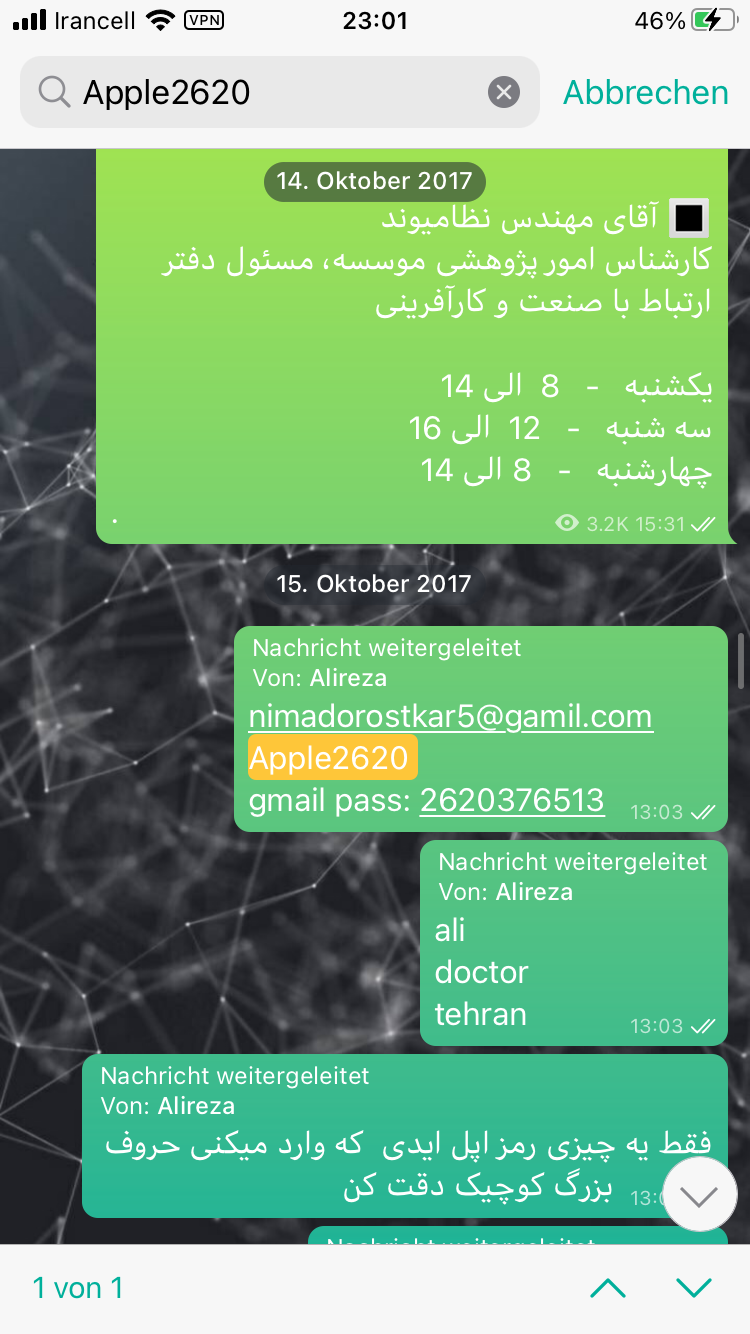 Irancell VPN 23:01 46%
Apple2620 Abbrechen
14. Oktober 2017
آقای مهندس نظامیوند
کارشناس امور پژوهشی موسسه، مسئول دفتر
ارتباط با صنعت و کارآفرینی
یکشنبه - 8 الی 14
سه شنبه - 12 الی 16
چهارشنبه - 8 الی 14
. 3.2K 15:31
15. Oktober 2017
Nachricht weitergeleitet
Von: Alireza
nimadorostkar5@gamil.com
Apple2620
gmail pass: 2620376513 13:03
Nachricht weitergeleitet
Von: Alireza
ali
doctor
tehran 13:03
Nachricht weitergeleitet
Von: Alireza
فقط یه چیزی رمز اپل ایدی که وارد میکنی حروف
بزرگ کوچیک دقت کن
Nachricht weitergeleitet
1 von 1